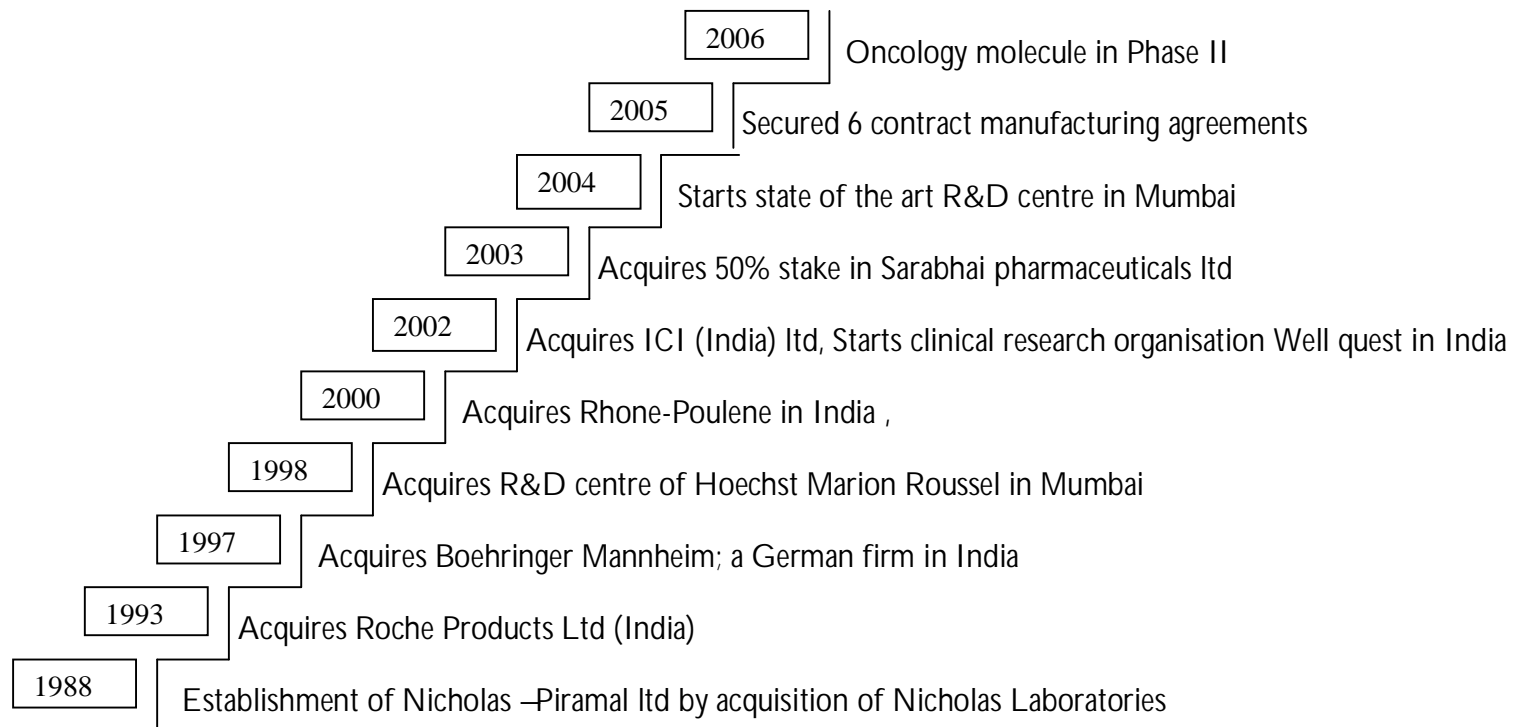 2006
Oncology molecule in Phase II
2005
Secured 6 contract manufacturing agreements
2004
Starts state of the art R&D centre in Mumbai
2003
Acquires 50% stake in Sarabhai pharmaceuticals ltd
2002
Acquires ICI (India) ltd, Starts clinical research organisation Well quest in India
2000
Acquires Rhone-Poulene in India ,
1998
Acquires R&D centre of Hoechst Marion Roussel in Mumbai
1997
Acquires Boehringer Mannheim; a German firm in India
1993
Acquires Roche Products Ltd (India)
1988
Establishment of Nicholas –Piramal ltd by acquisition of Nicholas Laboratories